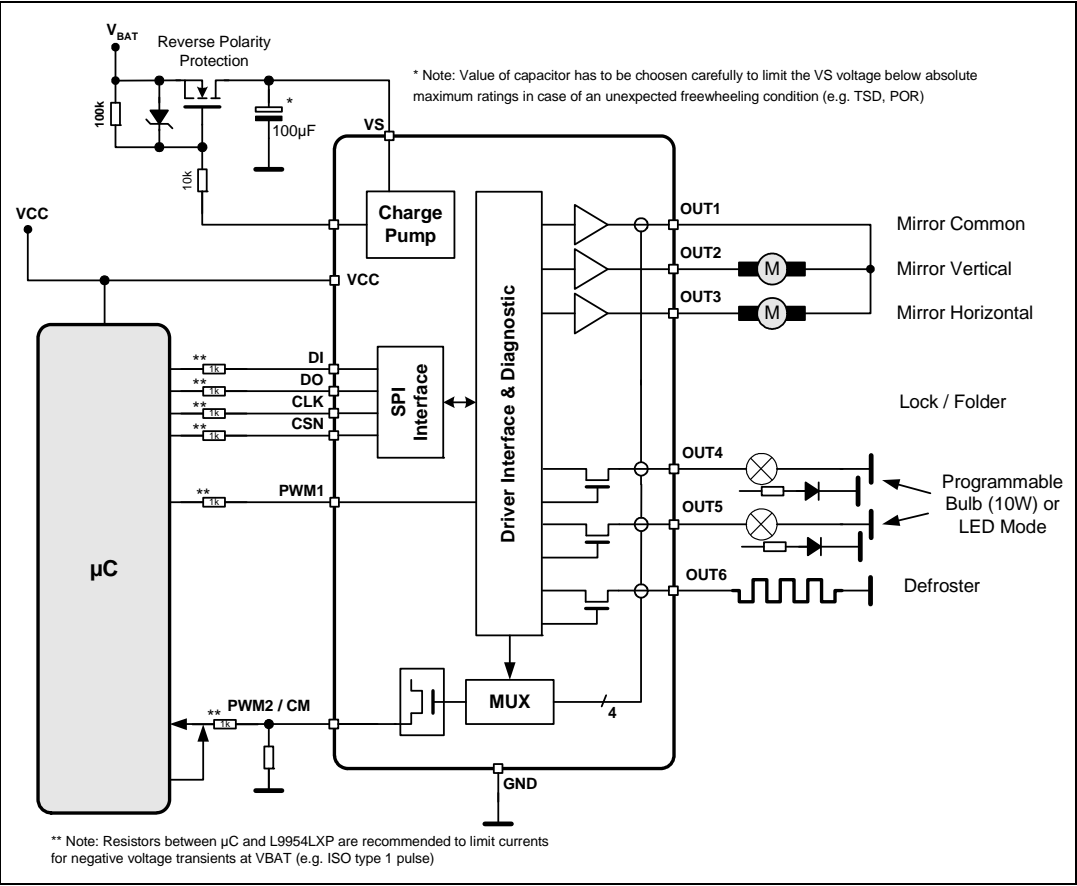 VBAT
Reverse Polarity
Protection
* Note: Value of capacitor has to be choosen carefully to limit the VS voltage below absolute
maximum ratings in case of an unexpected freewheeling condition (e.g. TSD, POR)
100k
*
100µF
VS
10k
VCC
Charge
Pump
VCC
OUT1
Mirror Common
OUT2
M
Mirror Vertical
OUT3
M
Mirror Horizontal
Driver Interface & Diagnostic
** 1k DI
** 1k DO
** 1k CLK
** 1k CSN
SPI
Interface
Lock / Folder
** 1k PWM1
OUT4
Programmable
Bulb (10W) or
LED Mode
OUT5
µC
OUT6
Defroster
MUX
4
** 1k PWM2 / CM
GND
** Note: Resistors between µC and L9954LXP are recommended to limit currents
for negative voltage transients at VBAT (e.g. ISO type 1 pulse)